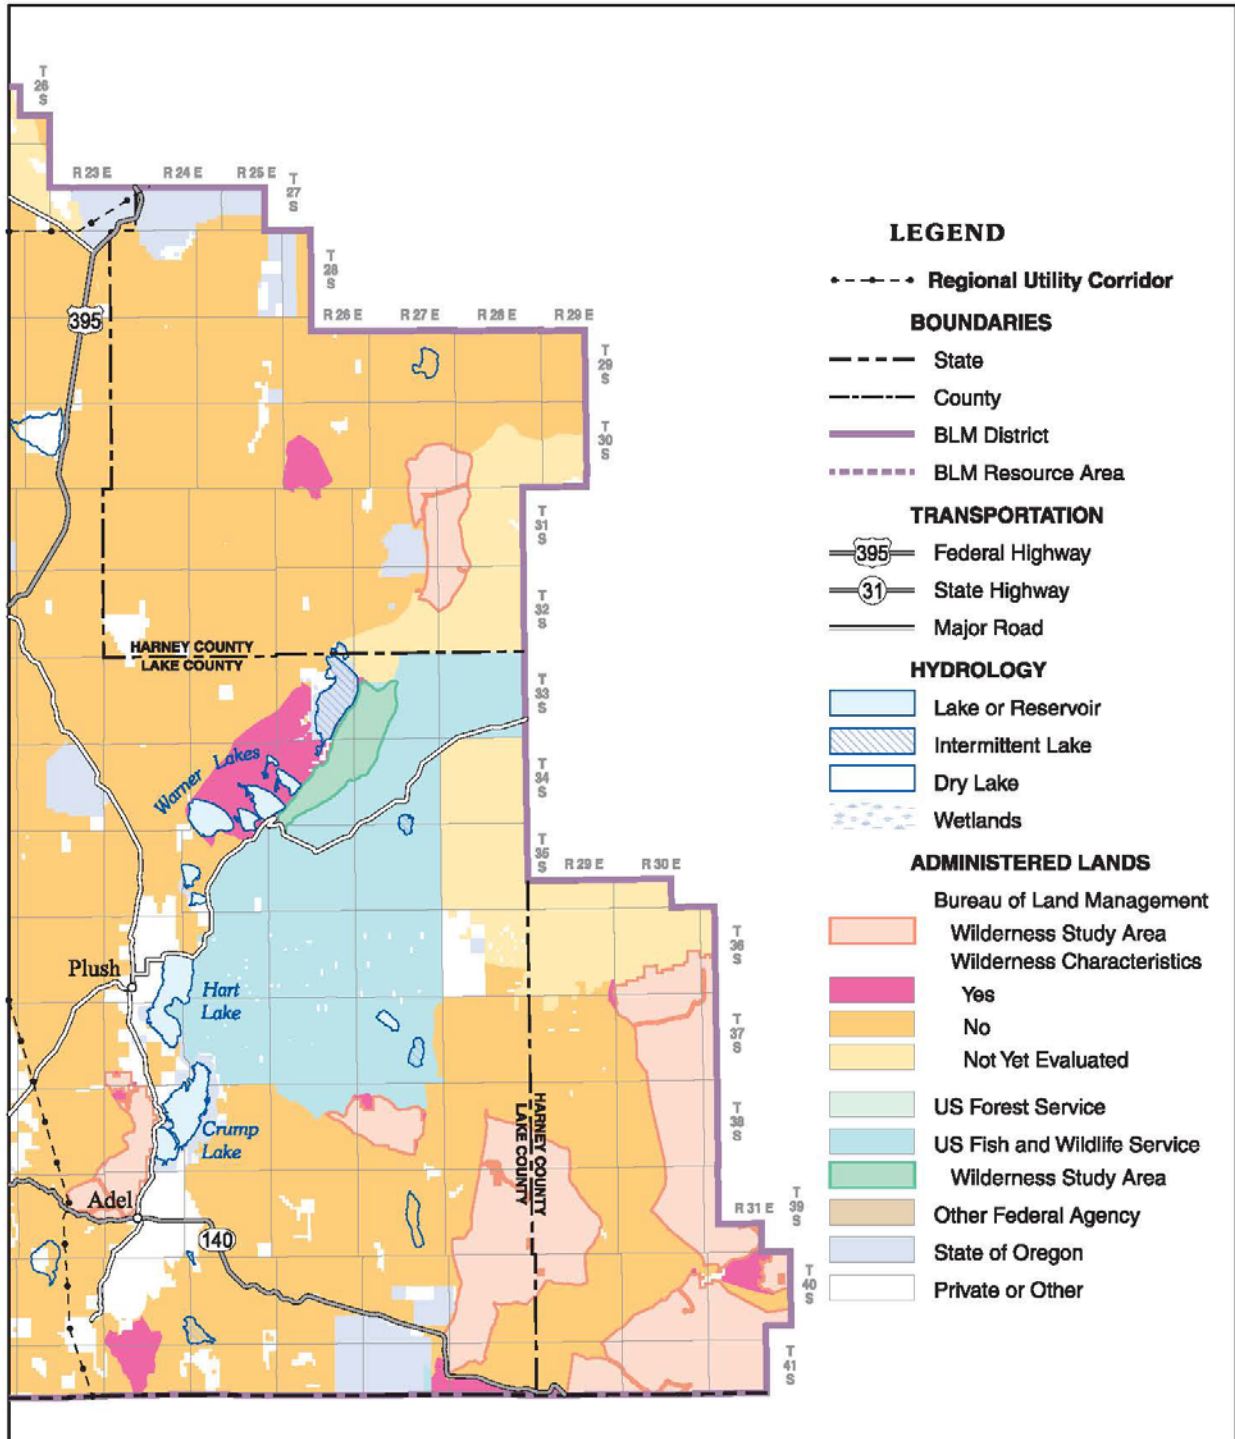 T
26
S
R 23 E
R 24 E
R 25 E
T
27
S
T
28
S
R 26 E
R 27 E
R 28 E
R 29 E
T
29
S
T
30
S
395
T
31
S
T
32
S
HARNEY COUNTY
LAKE COUNTY
T
33
S
Warner Lakes
T
34
S
T
35
S
R 29 E
R 30 E
T
36
S
Plush
Hart
Lake
T
37
S
HARNEY COUNTY
LAKE COUNTY
T
38
S
Crump
Lake
Adel
R 31 E
T
39
S
140
T
40
S
T
41
S
LEGEND
Regional Utility Corridor
BOUNDARIES
State
County
BLM District
BLM Resource Area
TRANSPORTATION
395 Federal Highway
31 State Highway
Major Road
HYDROLOGY
Lake or Reservoir
Intermittent Lake
Dry Lake
Wetlands
ADMINISTERED LANDS
Bureau of Land Management
Wilderness Study Area
Wilderness Characteristics
Yes
No
Not Yet Evaluated
US Forest Service
US Fish and Wildlife Service
Wilderness Study Area
Other Federal Agency
State of Oregon
Private or Other